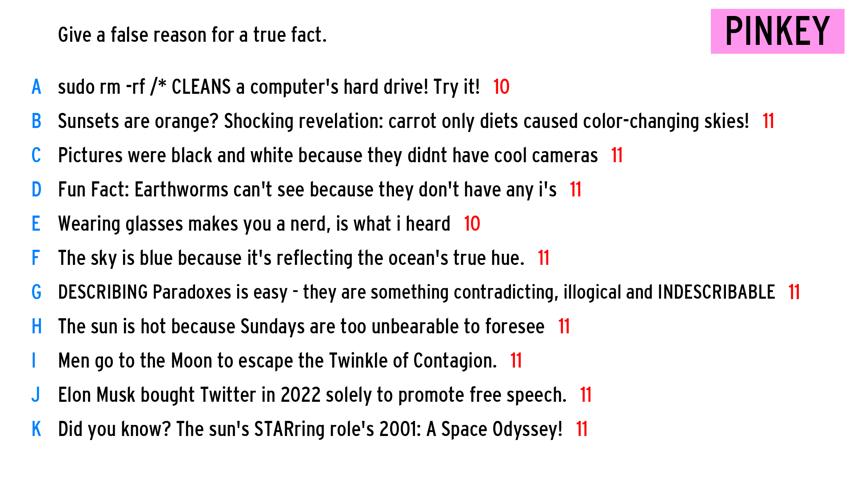 Give a false reason for a true fact.
PINKEY
A sudo rm -rf /* CLEANS a computer's hard drive! Try it! 10
B Sunsets are orange? Shocking revelation: carrot only diets caused color-changing skies! 11
C Pictures were black and white because they didnt have cool cameras 11
D Fun Fact: Earthworms can't see because they don't have any i's 11
E Wearing glasses makes you a nerd, is what i heard 10
F The sky is blue because it's reflecting the ocean's true hue. 11
G DESCRIBING Paradoxes is easy - they are something contradicting, illogical and INDESCRIBABLE 11
H The sun is hot because Sundays are too unbearable to foresee 11
I Men go to the Moon to escape the Twinkle of Contagion. 11
J Elon Musk bought Twitter in 2022 solely to promote free speech. 11
K Did you know? The sun's STARring role's 2001: A Space Odyssey! 11